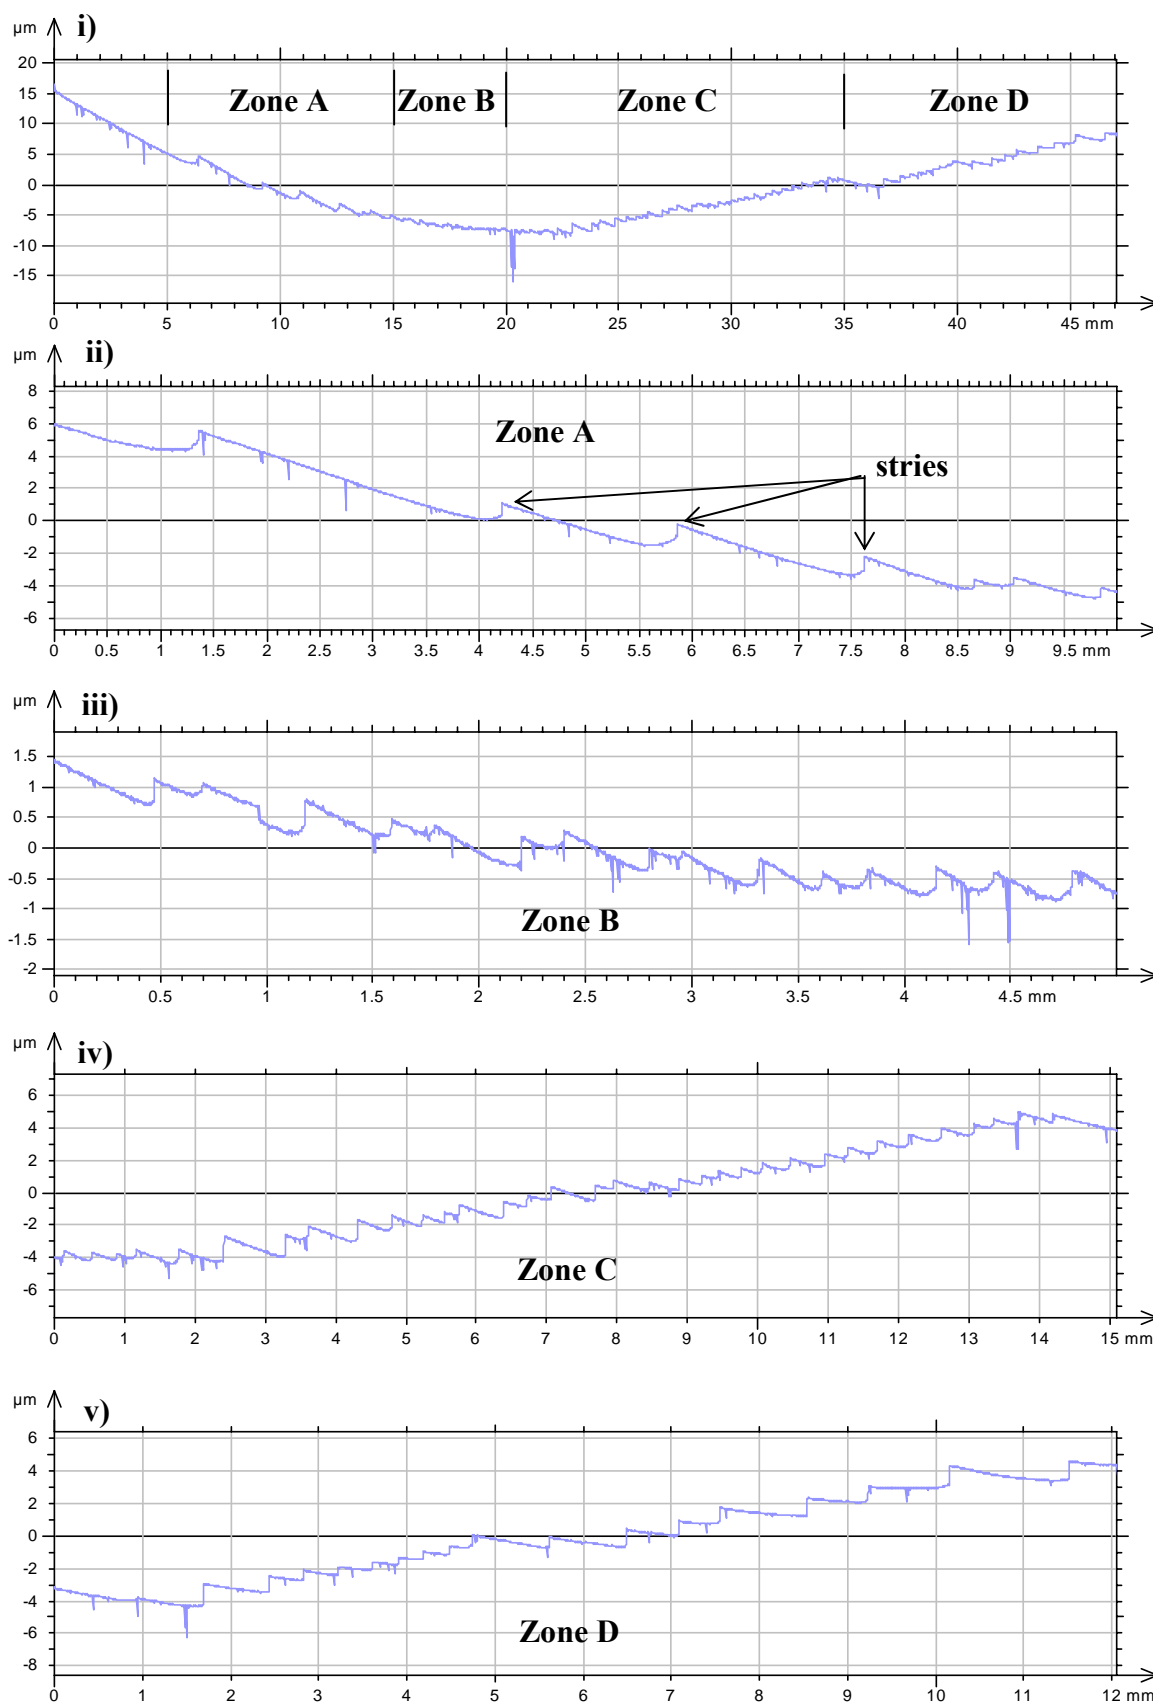 µm i)
20
15
10
5
0
-5
-10
-15
Zone A Zone B Zone C Zone D
0 5 10 15 20 25 30 35 40 45 mm
µm ii)
8
6
4
2
0
-2
-4
-6
Zone A
stries
0 0.5 1 1.5 2 2.5 3 3.5 4 4.5 5 5.5 6 6.5 7 7.5 8 8.5 9 9.5 mm
µm iii)
1.5
1
0.5
0
-0.5
-1
-1.5
-2
Zone B
0 0.5 1 1.5 2 2.5 3 3.5 4 4.5 mm
µm iv)
6
4
2
0
-2
-4
-6
Zone C
0 1 2 3 4 5 6 7 8 9 10 11 12 13 14 15 mm
µm v)
6
4
2
0
-2
-4
-6
-8
Zone D
0 1 2 3 4 5 6 7 8 9 10 11 12 mm